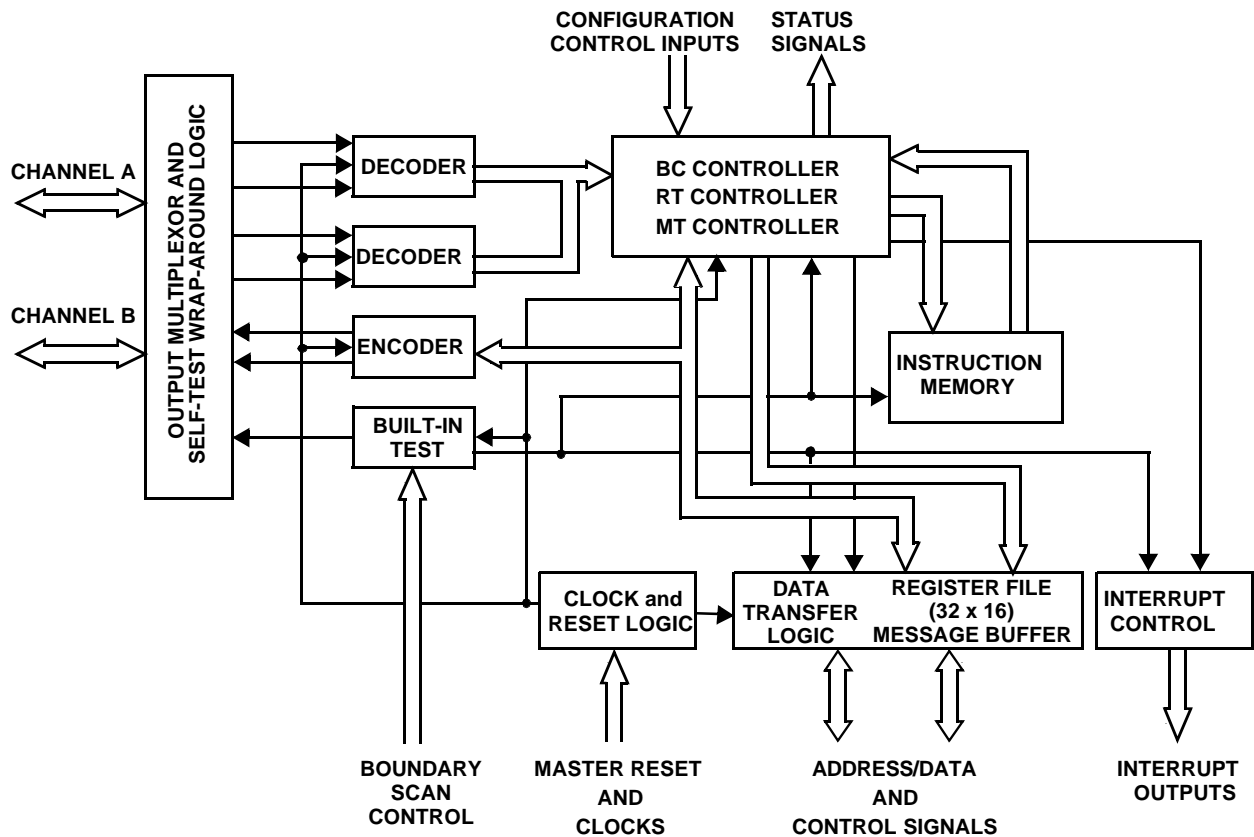 CONFIGURATION
CONTROL INPUTS
STATUS
SIGNALS
OUTPUT MULTIPLEXOR AND
SELF-TEST WRAP-AROUND LOGIC
CHANNEL A
CHANNEL B
DECODER
DECODER
ENCODER
BUILT-IN
TEST
BC CONTROLLER
RT CONTROLLER
MT CONTROLLER
INSTRUCTION
MEMORY
CLOCK and
RESET LOGIC
DATA
TRANSFER
LOGIC
REGISTER FILE
(32 x 16)
MESSAGE BUFFER
INTERRUPT
CONTROL
BOUNDARY
SCAN
CONTROL
MASTER RESET
AND
CLOCKS
ADDRESS/DATA
AND
CONTROL SIGNALS
INTERRUPT
OUTPUTS